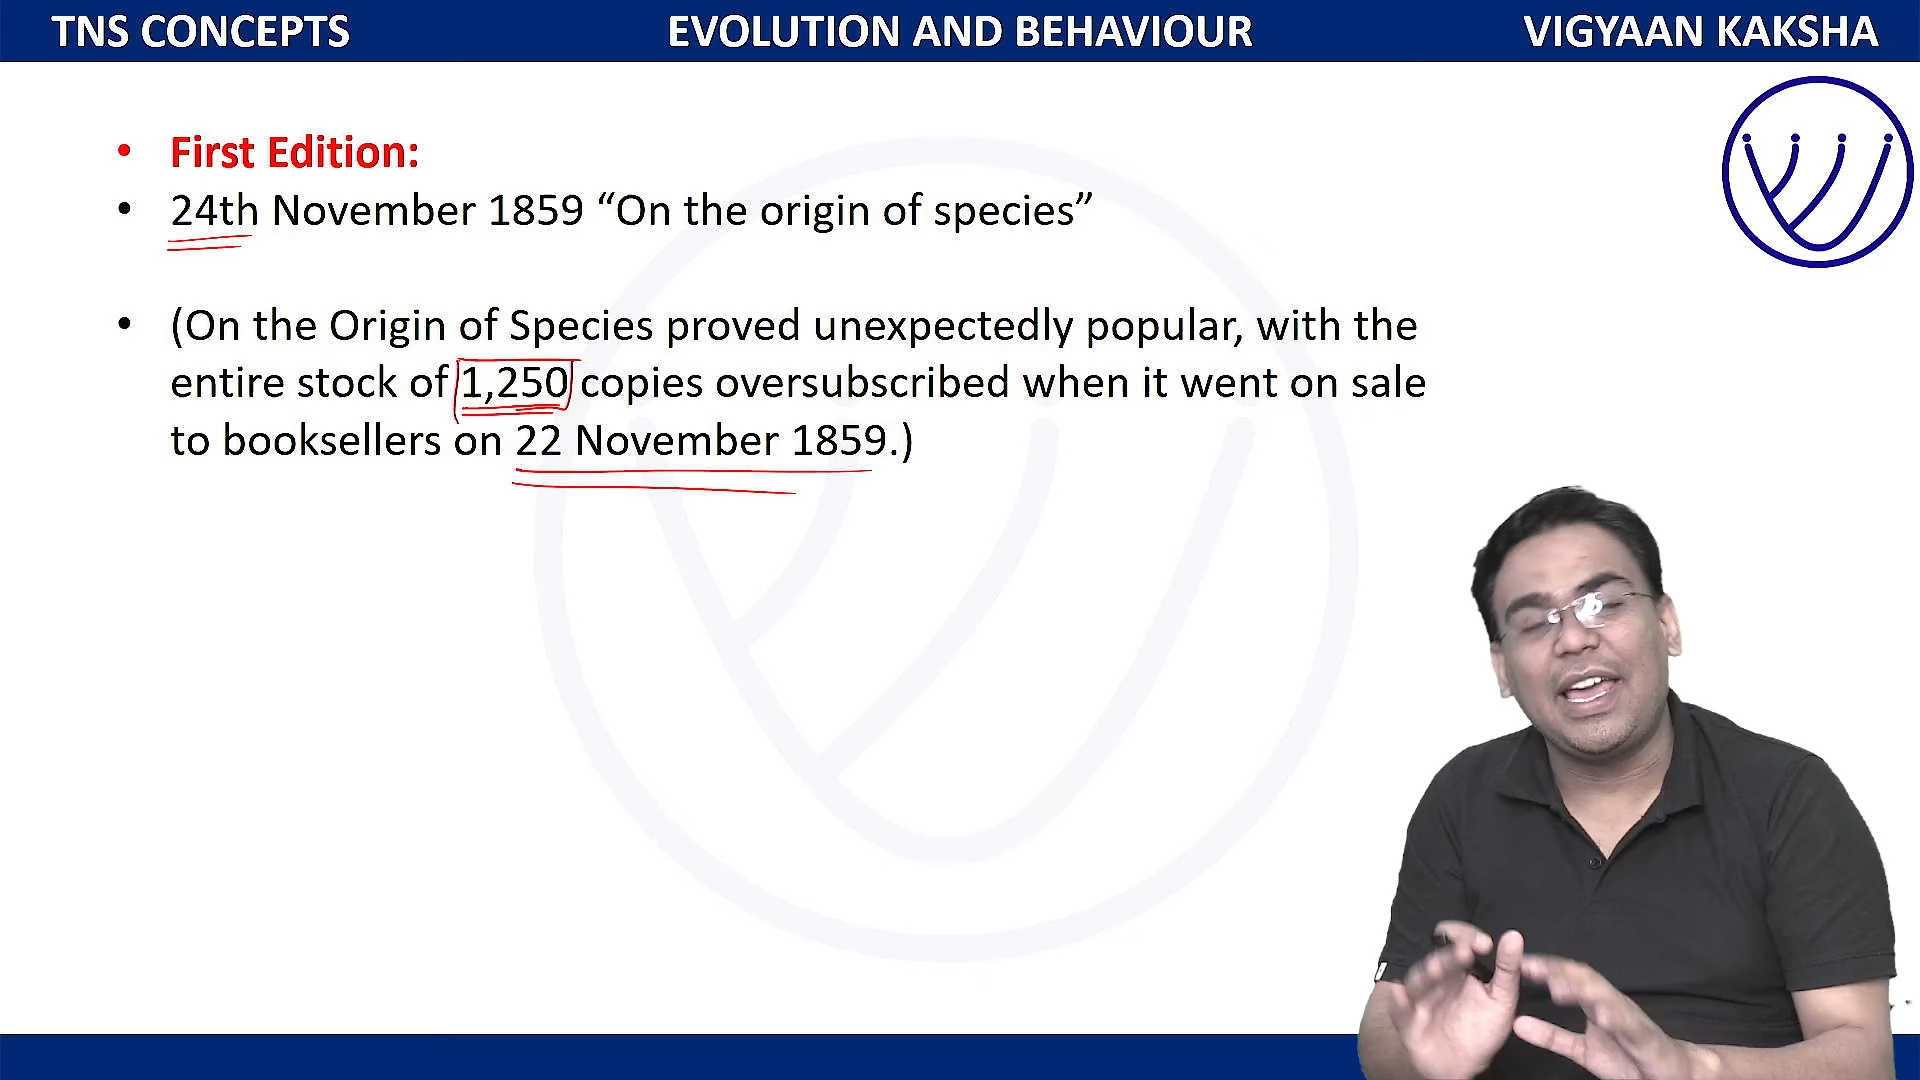 TNS CONCEPTS EVOLUTION AND BEHAVIOUR VIGYAAN KAKSHA
• First Edition:
• 24th November 1859 “On the origin of species”
• (On the Origin of Species proved unexpectedly popular, with the
entire stock of 1,250 copies oversubscribed when it went on sale
to booksellers on 22 November 1859.)